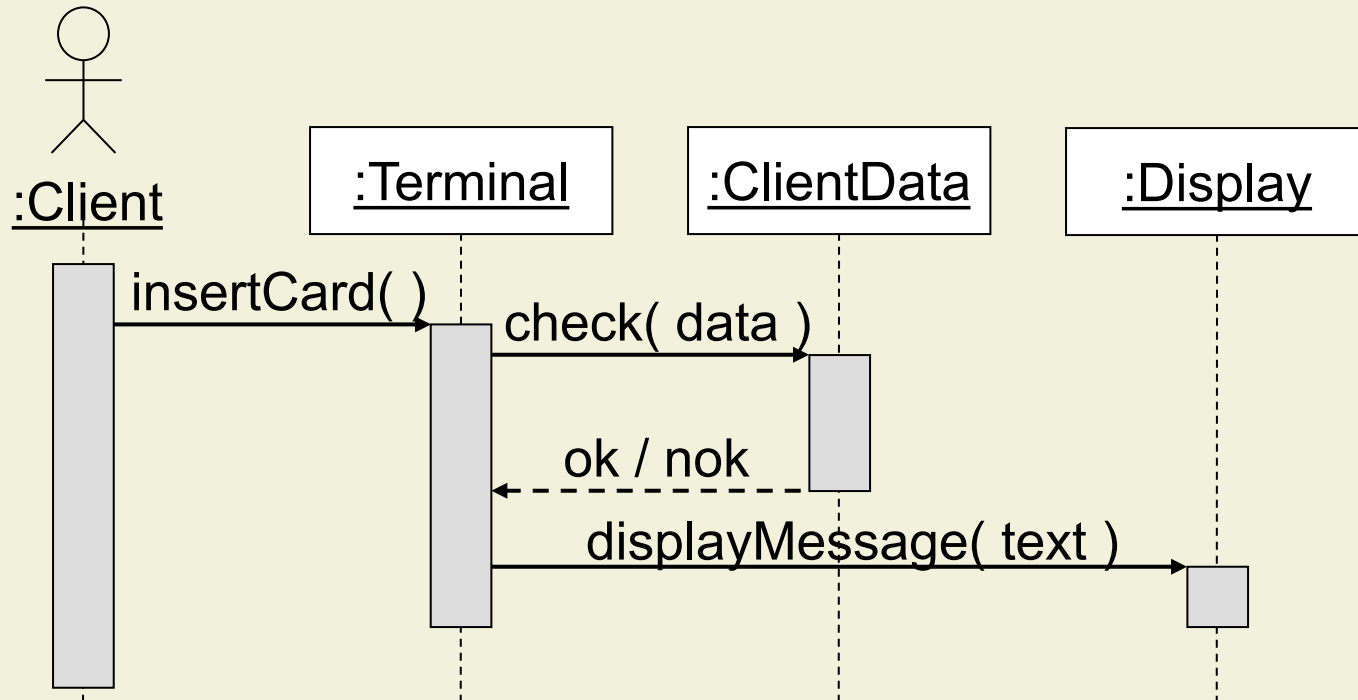 :Client
:Terminal
:ClientData
:Display
insertCard( )
check( data )
ok / nok
displayMessage( text )